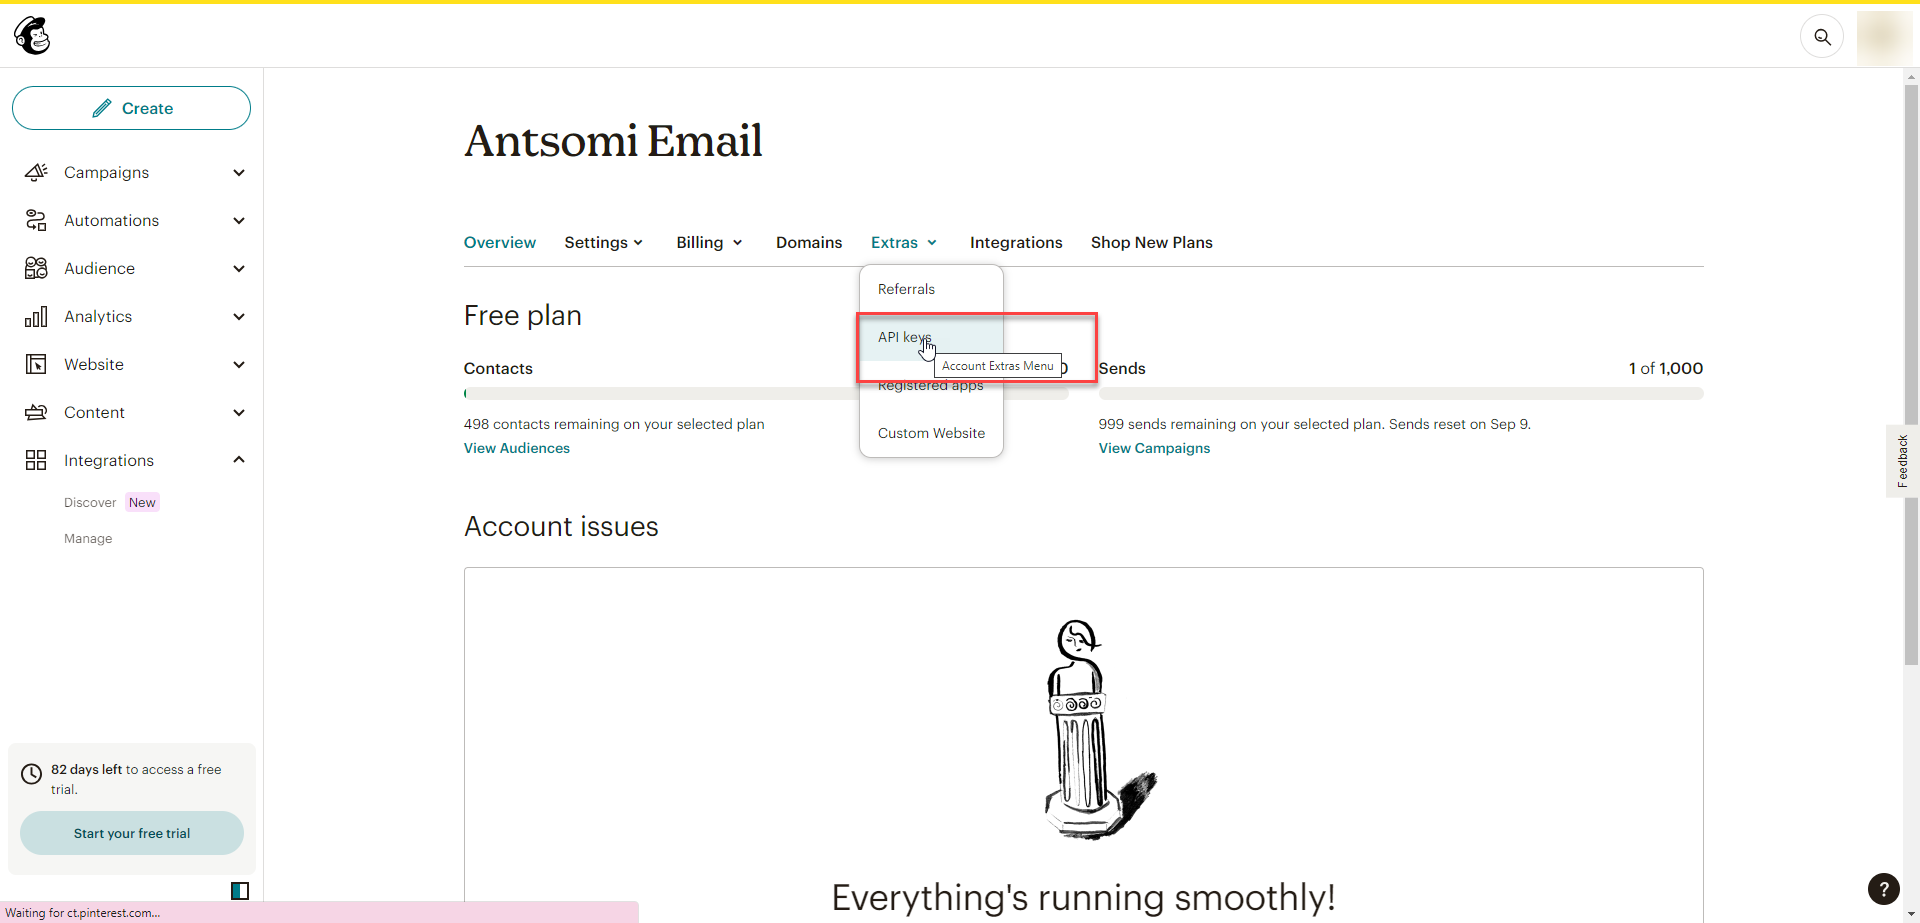 Create
Campaigns
Automations
Audience
Analytics
Website
Content
Integrations
Discover New
Manage
82 days left to access a free
trial.
Start your free trial
Antsomi Email
Overview Settings Billing Domains Extras Integrations Shop New Plans
Referrals
API keys
Account Extras Menu
Registered apps
Custom Website
Free plan
Contacts
498 contacts remaining on your selected plan
View Audiences
Sends 1 of 1,000
999 sends remaining on your selected plan. Sends reset on Sep 9.
View Campaigns
Account issues
Everything's running smoothly!
Feedback
?
Waiting for ct.pinterest.com...